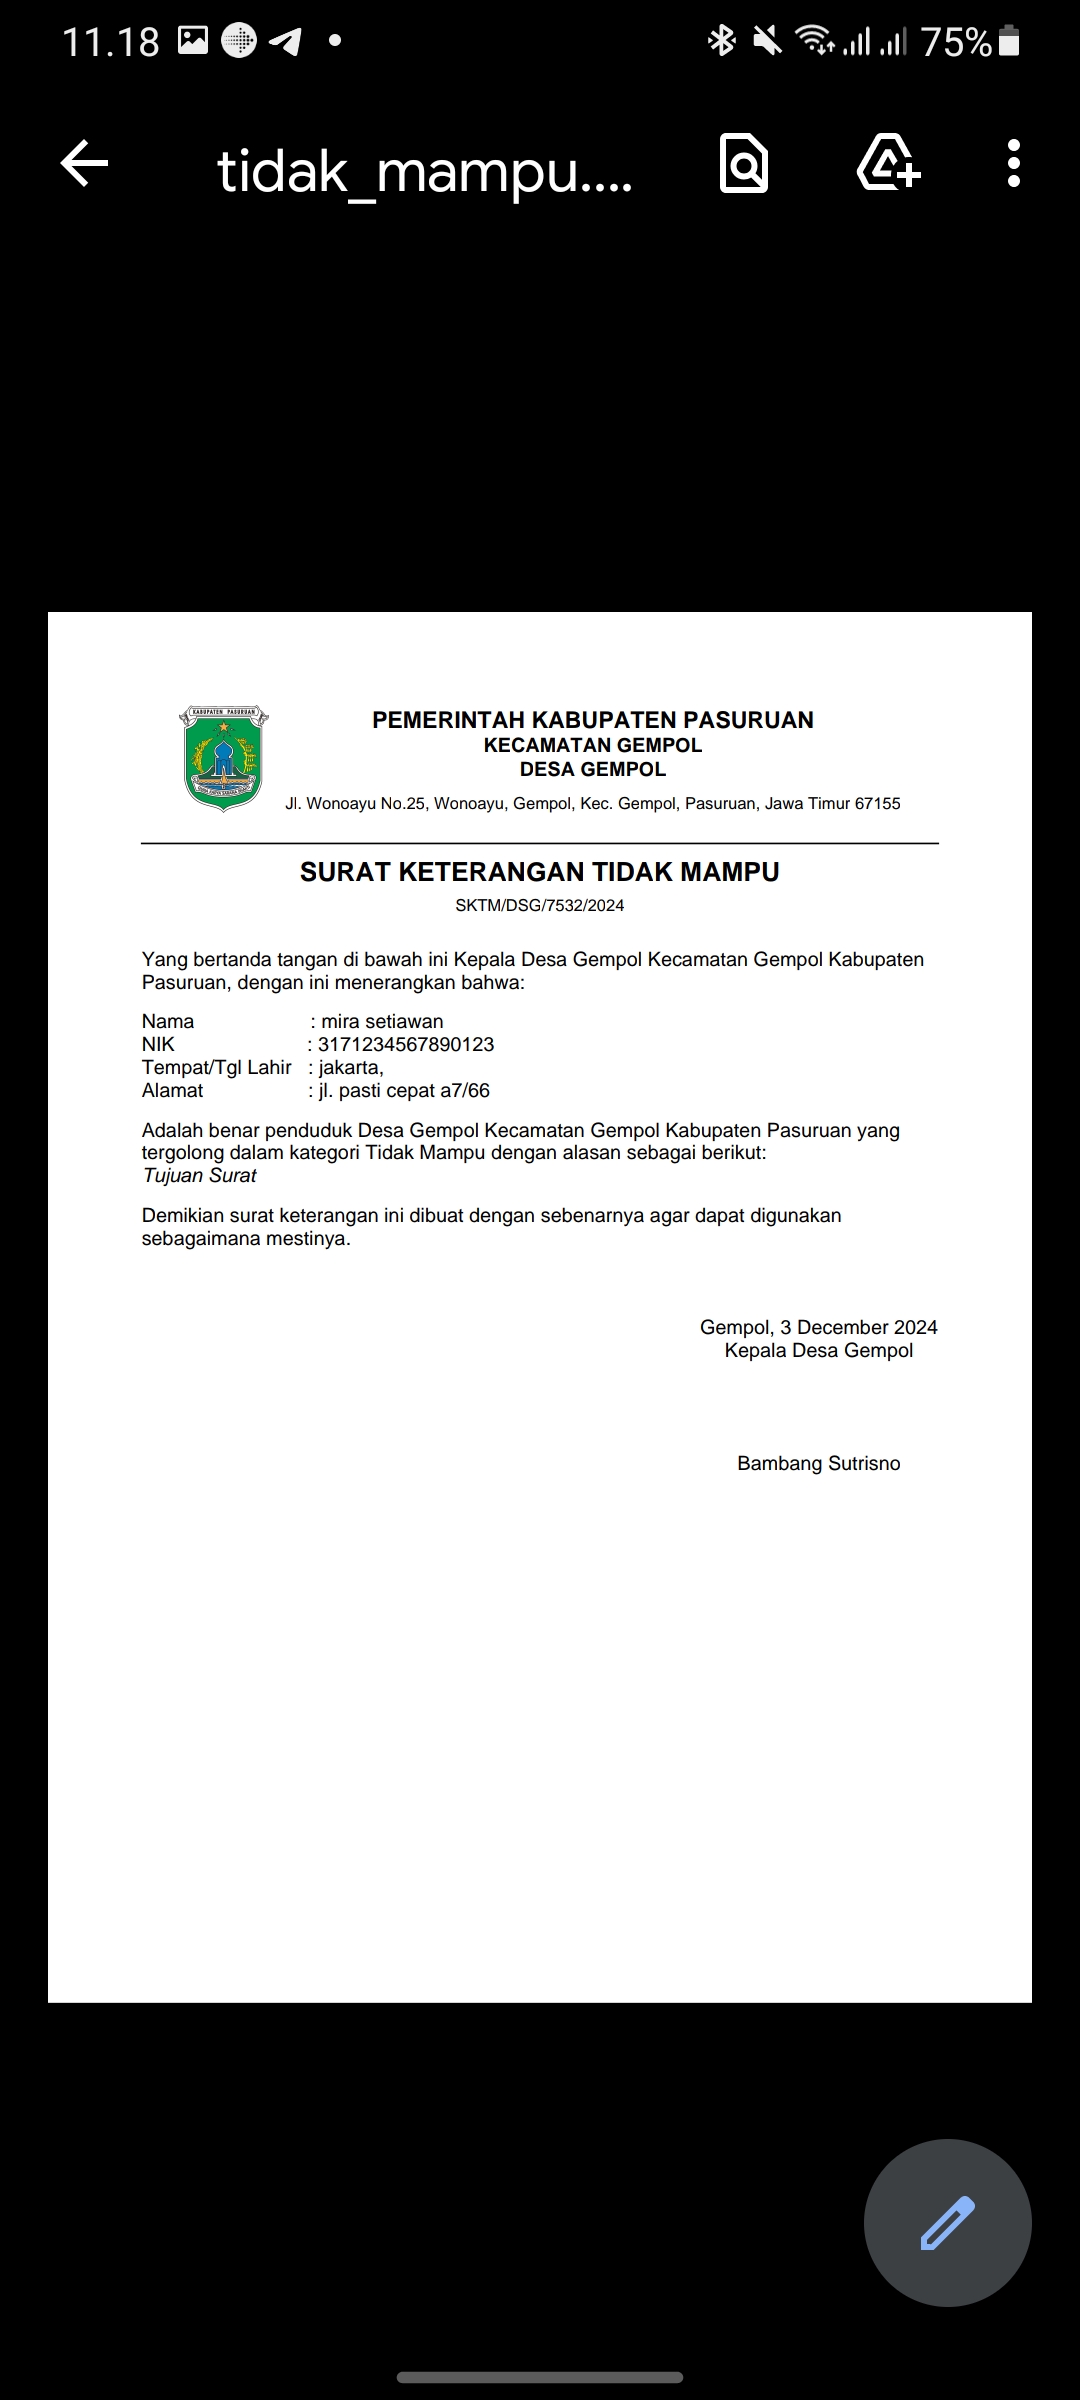 11.18
75%
tidak_mampu....
KABUPATEN PASURUAN
PEMERINTAH KABUPATEN PASURUAN
KECAMATAN GEMPOL
DESA GEMPOL
Jl. Wonoayu No.25, Wonoayu, Gempol, Kec. Gempol, Pasuruan, Jawa Timur 67155
SURAT KETERANGAN TIDAK MAMPU
SKTM/DSG/7532/2024
Yang bertanda tangan di bawah ini Kepala Desa Gempol Kecamatan Gempol Kabupaten
Pasuruan, dengan ini menerangkan bahwa:
Nama : mira setiawan
NIK : 3171234567890123
Tempat/Tgl Lahir : jakarta,
Alamat : jl. pasti cepat a7/66
Adalah benar penduduk Desa Gempol Kecamatan Gempol Kabupaten Pasuruan yang
tergolong dalam kategori Tidak Mampu dengan alasan sebagai berikut:
Tujuan Surat
Demikian surat keterangan ini dibuat dengan sebenarnya agar dapat digunakan
sebagaimana mestinya.
Gempol, 3 December 2024
Kepala Desa Gempol
Bambang Sutrisno